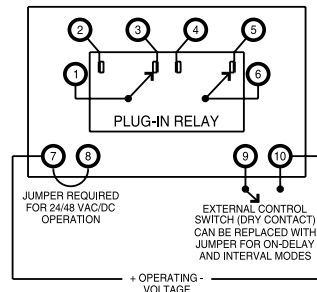 2 3 4 5
1 6
PLUG-IN RELAY
7 8 9 10
JUMPER REQUIRED
FOR 24/48 VAC/DC
OPERATION
EXTERNAL CONTROL
SWITCH (DRY CONTACT)
CAN BE REPLACED WITH
JUMPER FOR ON-DELAY
AND INTERVAL MODES
+ OPERATING -
VOLTAGE